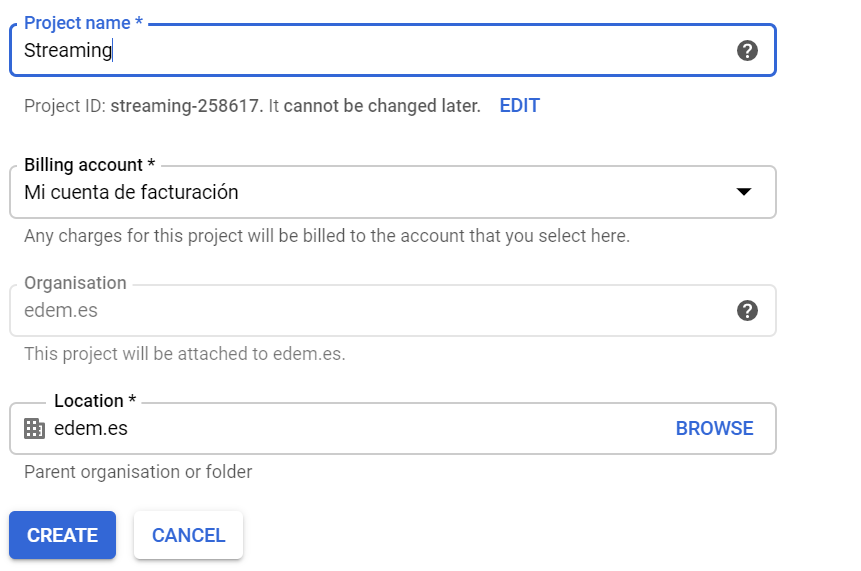 Project name *
Streaming
Project ID: streaming-258617. It cannot be changed later. EDIT
Billing account *
Mi cuenta de facturación
Any charges for this project will be billed to the account that you select here.
Organisation
edem.es
This project will be attached to edem.es.
Location *
edem.es BROWSE
Parent organisation or folder
CREATE CANCEL